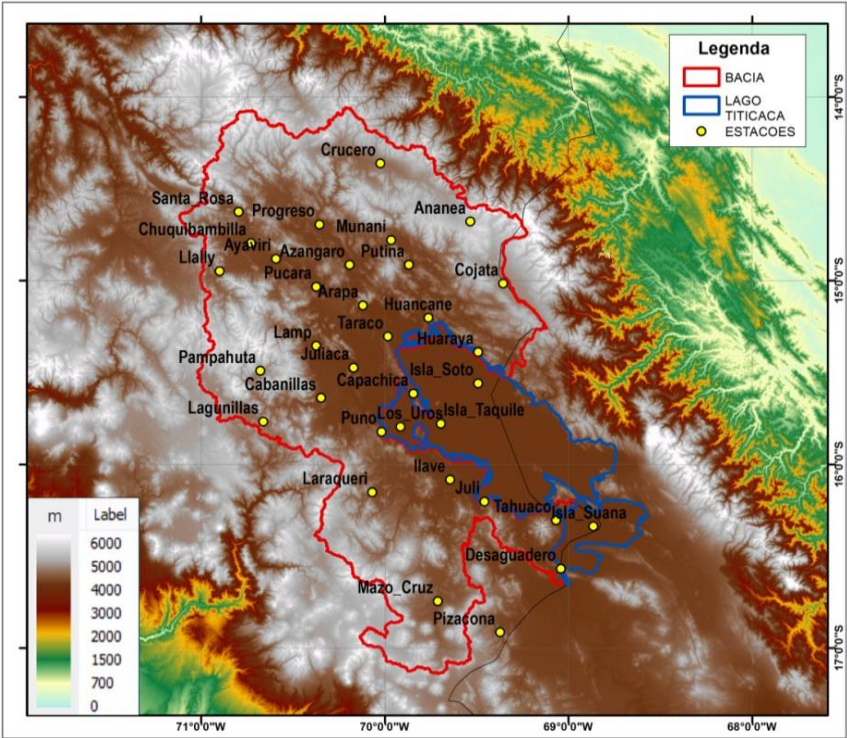 Legenda
BACIA
LAGO
TITICACA
ESTACOES
14°0'0"S
Crucero
Santa_Rosa
Progreso
Ananea
Chuquibambilla
Munani
Ayaviri
Azangaro
Putina
Llally
Pucara
Cojata
15°0'0"S
Arapa
Huancane
Taraco
Lamp
Huaraya
Juliaca
Pampahuta
Isla_Soto
Cabanillas
Capachica
Lagunillas
Puno
Los_Uros
Isla_Taquile
16°0'0"S
Ilave
Laraqueri
Juli
Tahuaco
Isla_Suana
m
Label
Desaguadero
6000
5000
4000
3000
2000
1500
700
0
Mazo_Cruz
Pizacona
17°0'0"S
71°0'0"W
70°0'0"W
69°0'0"W
68°0'0"W